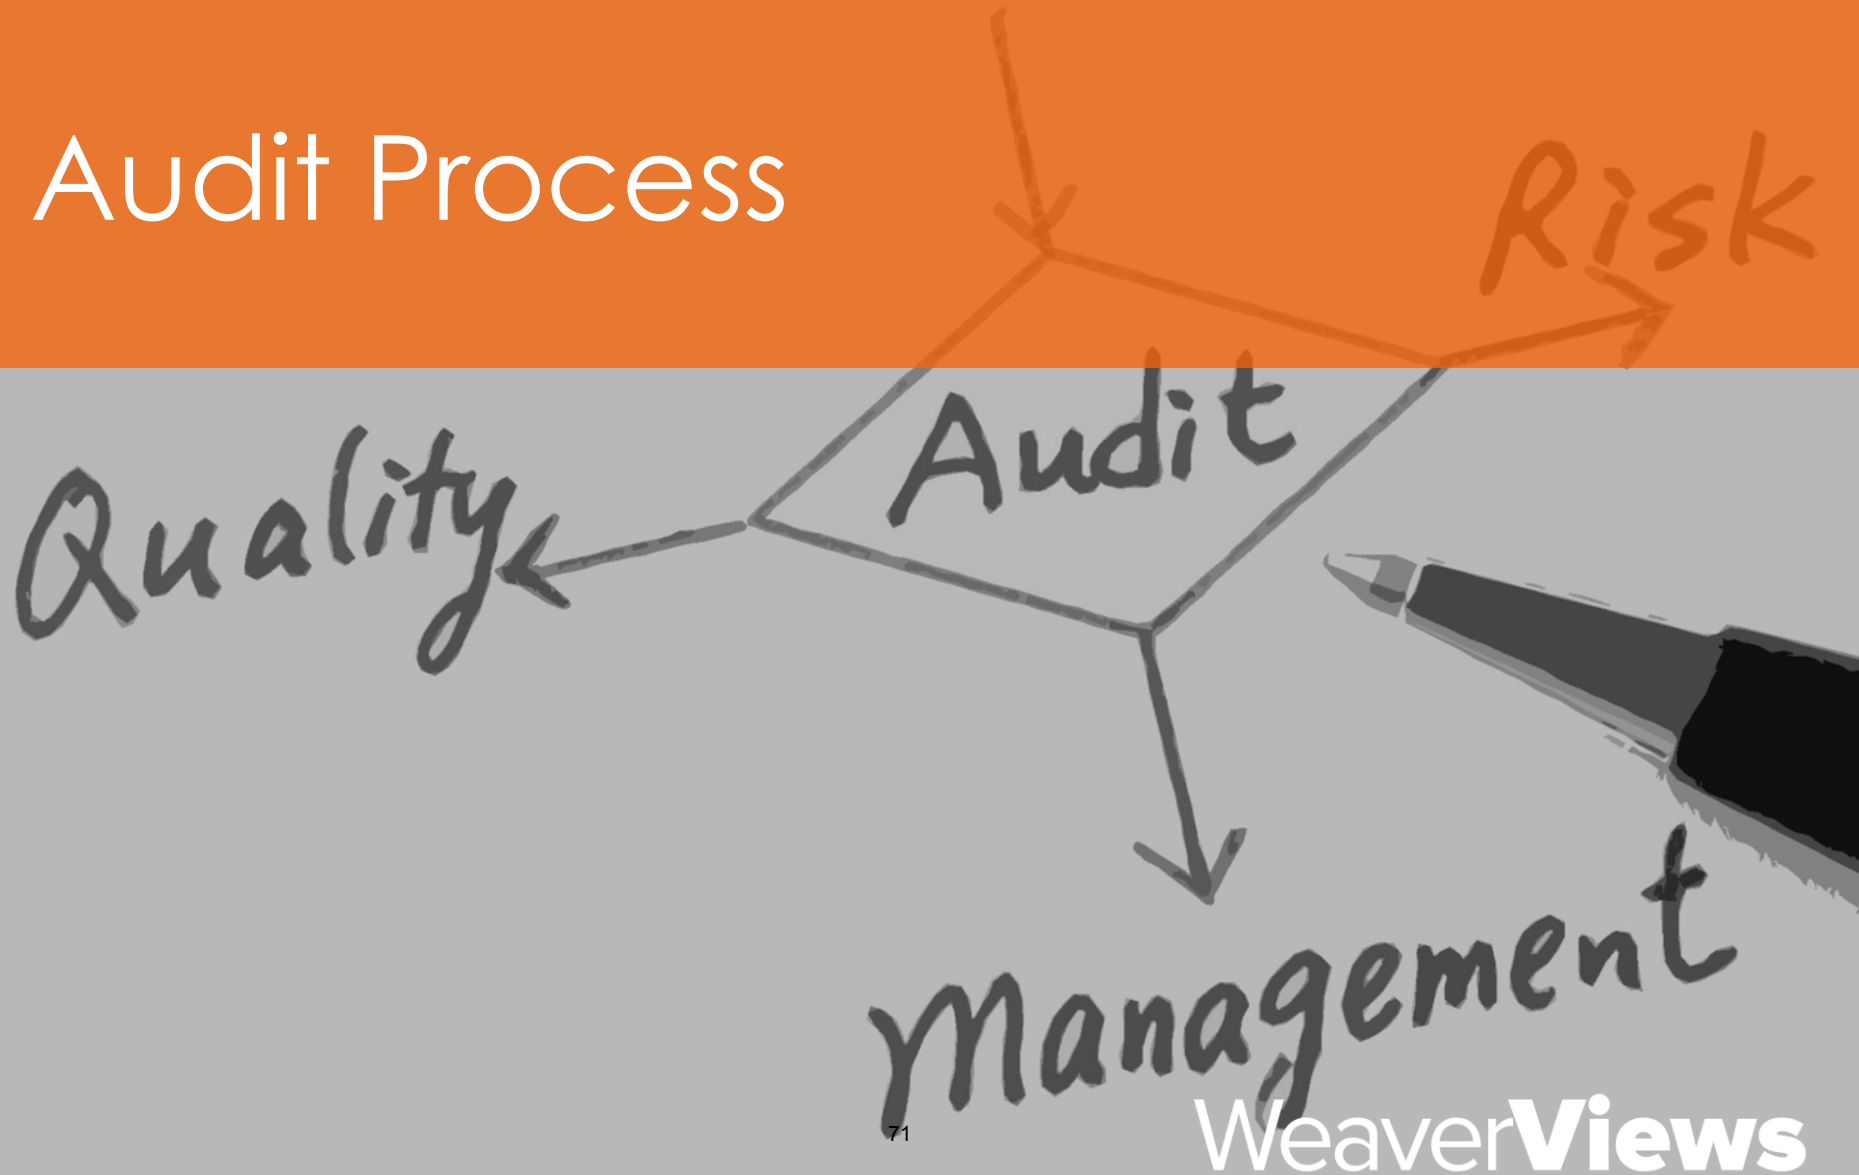 Audit Process
Risk
Audit
Quality
Management
71
WeaverViews